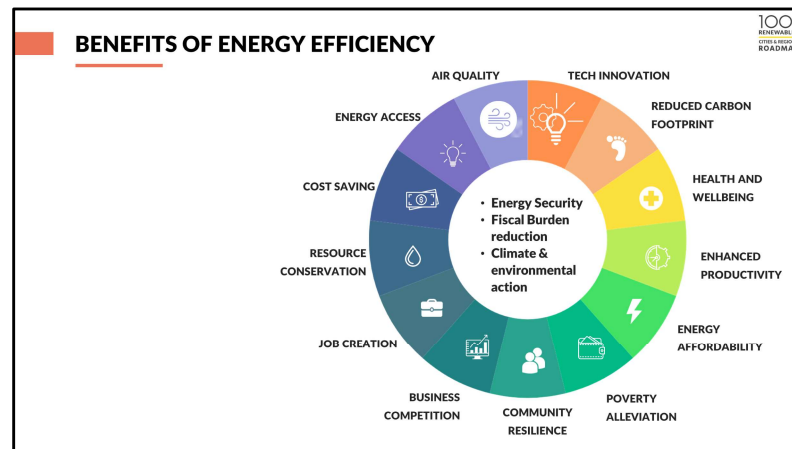 BENEFITS OF ENERGY EFFICIENCY
100
RENEWABLE
CITIES & REGIO
ROADMA
AIR QUALITY
TECH INNOVATION
ENERGY ACCESS
REDUCED CARBON
FOOTPRINT
COST SAVING
HEALTH AND
WELLBEING
• Energy Security
• Fiscal Burden
reduction
• Climate &
environmental
action
RESOURCE
CONSERVATION
ENHANCED
PRODUCTIVITY
JOB CREATION
ENERGY
AFFORDABILITY
BUSINESS
COMPETITION
COMMUNITY
RESILIENCE
POVERTY
ALLEVIATION